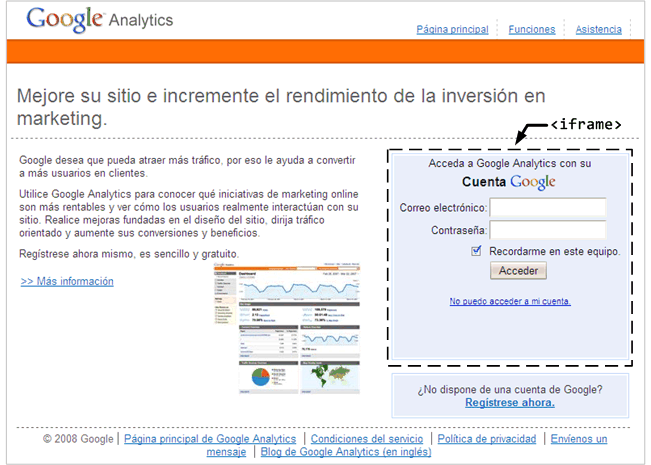 Google Analytics
Página principal Funciones Asistencia
Mejore su sitio e incremente el rendimiento de la inversión en
marketing.
<iframe>
Google desea que pueda atraer más tráfico, por eso le ayuda a convertir
a más usuarios en clientes.
Utilice Google Analytics para conocer qué iniciativas de marketing online
son más rentables y ver cómo los usuarios realmente interactúan con su
sitio. Realice mejoras fundadas en el diseño del sitio, dirija tráfico
orientado y aumente sus conversiones y beneficios.
Regístrese ahora mismo, es sencillo y gratuito.
>> Más información
Dashboard
Acceda a Google Analytics con su
Cuenta Google
Correo electrónico:
Contraseña:
Recordarme en este equipo.
Acceder
No puedo acceder a mi cuenta.
¿No dispone de una cuenta de Google?
Regístrese ahora.
© 2008 Google | Página principal de Google Analytics | Condiciones del servicio | Política de privacidad | Envíenos un
mensaje | Blog de Google Analytics (en inglés)